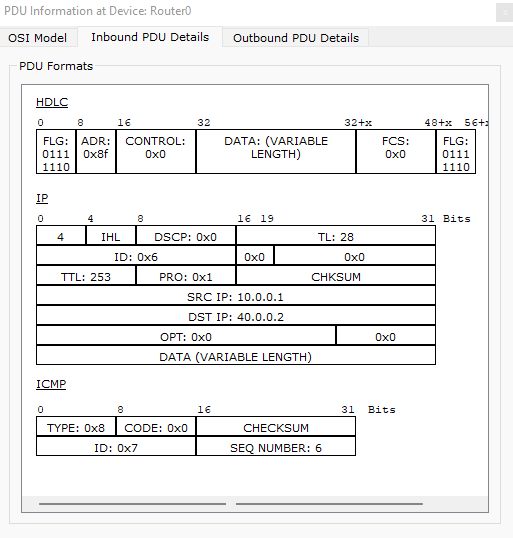 PDU Information at Device: Router0
OSI Model Inbound PDU Details Outbound PDU Details
PDU Formats
HDLC
0 8 16 32 32+x 48+x 56+x
FLG: 0111 1110 ADR: 0x8f CONTROL: 0x0 DATA: (VARIABLE LENGTH) FCS: 0x0 FLG: 0111 1110
IP
0 4 8 16 19 31 Bits
4 IHL DSCP: 0x0 TL: 28
ID: 0x6 0x0 0x0
TTL: 253 PRO: 0x1 CHKSUM
SRC IP: 10.0.0.1
DST IP: 40.0.0.2
OPT: 0x0 0x0
DATA (VARIABLE LENGTH)
ICMP
0 8 16 31 Bits
TYPE: 0x8 CODE: 0x0 CHECKSUM
ID: 0x7 SEQ NUMBER: 6